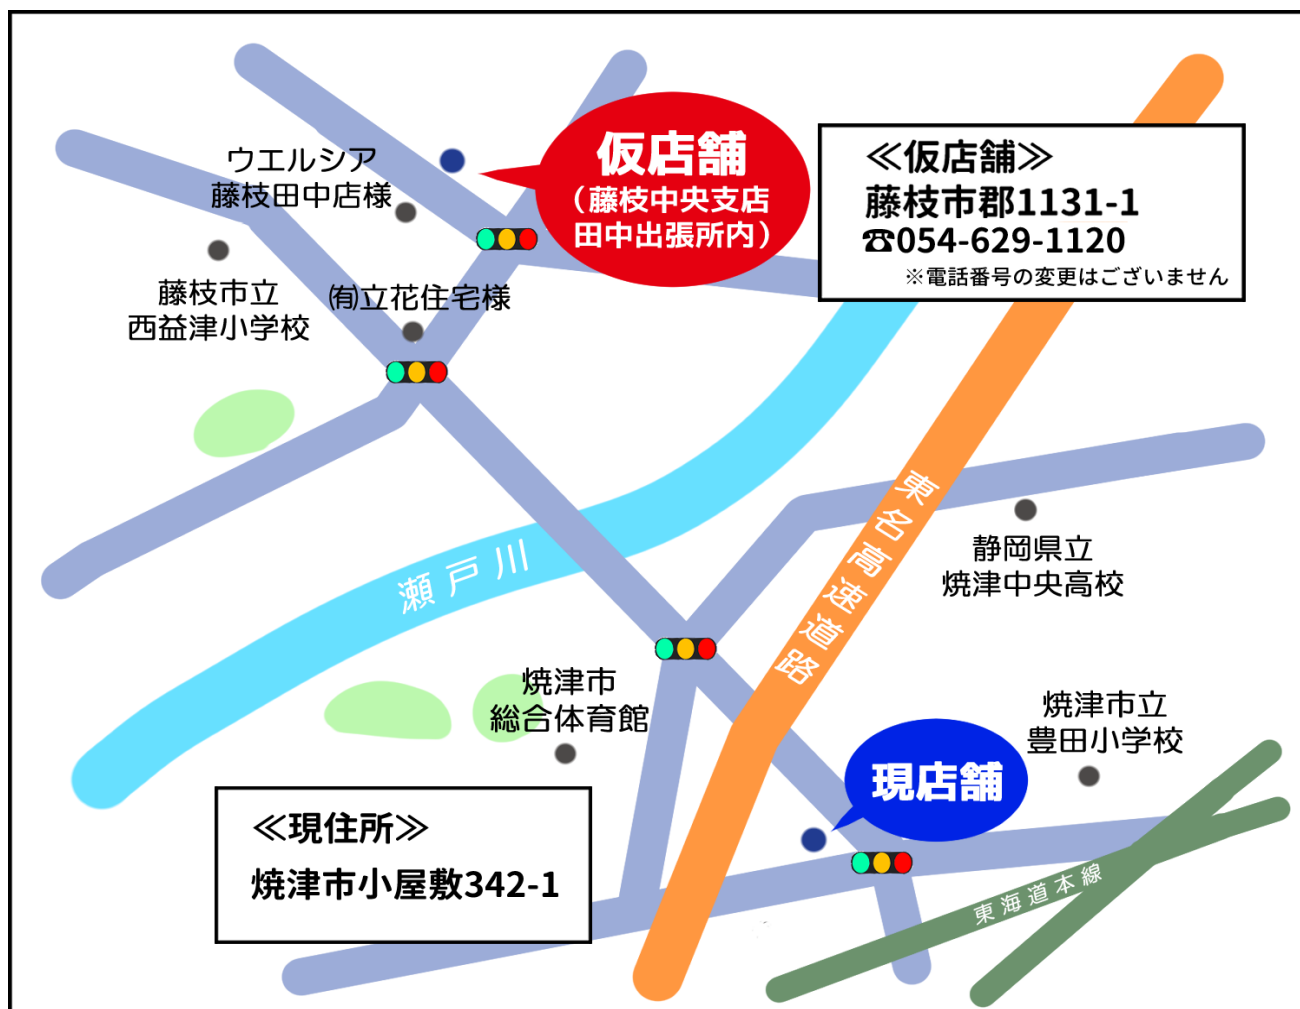 ウエルシア
藤枝田中店様
仮店舗
（藤枝中央支店
田中出張所内）
≪仮店舗≫
藤枝市郡1131-1
☎054-629-1120
※電話番号の変更はございません
藤枝市立
西益津小学校
㈲立花住宅様
瀬戸川
東名高速道路
静岡県立
焼津中央高校
焼津市
総合体育館
焼津市立
豊田小学校
現店舗
≪現住所≫
焼津市小屋敷342-1
東海道本線